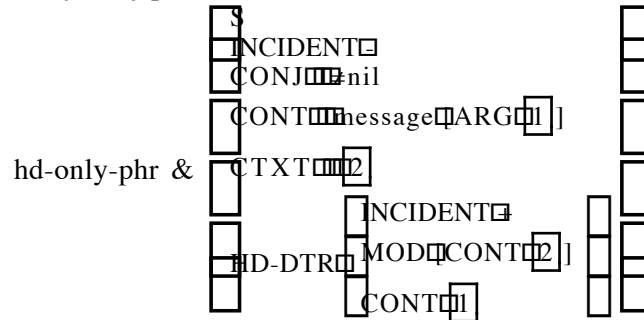 S
INCIDENT -
CONJ ≠nil
CONT message[ARG 1]
hd-only-phr & CTXT 2
INCIDENT +
HD-DTR MOD [CONT 2]
CONT 1